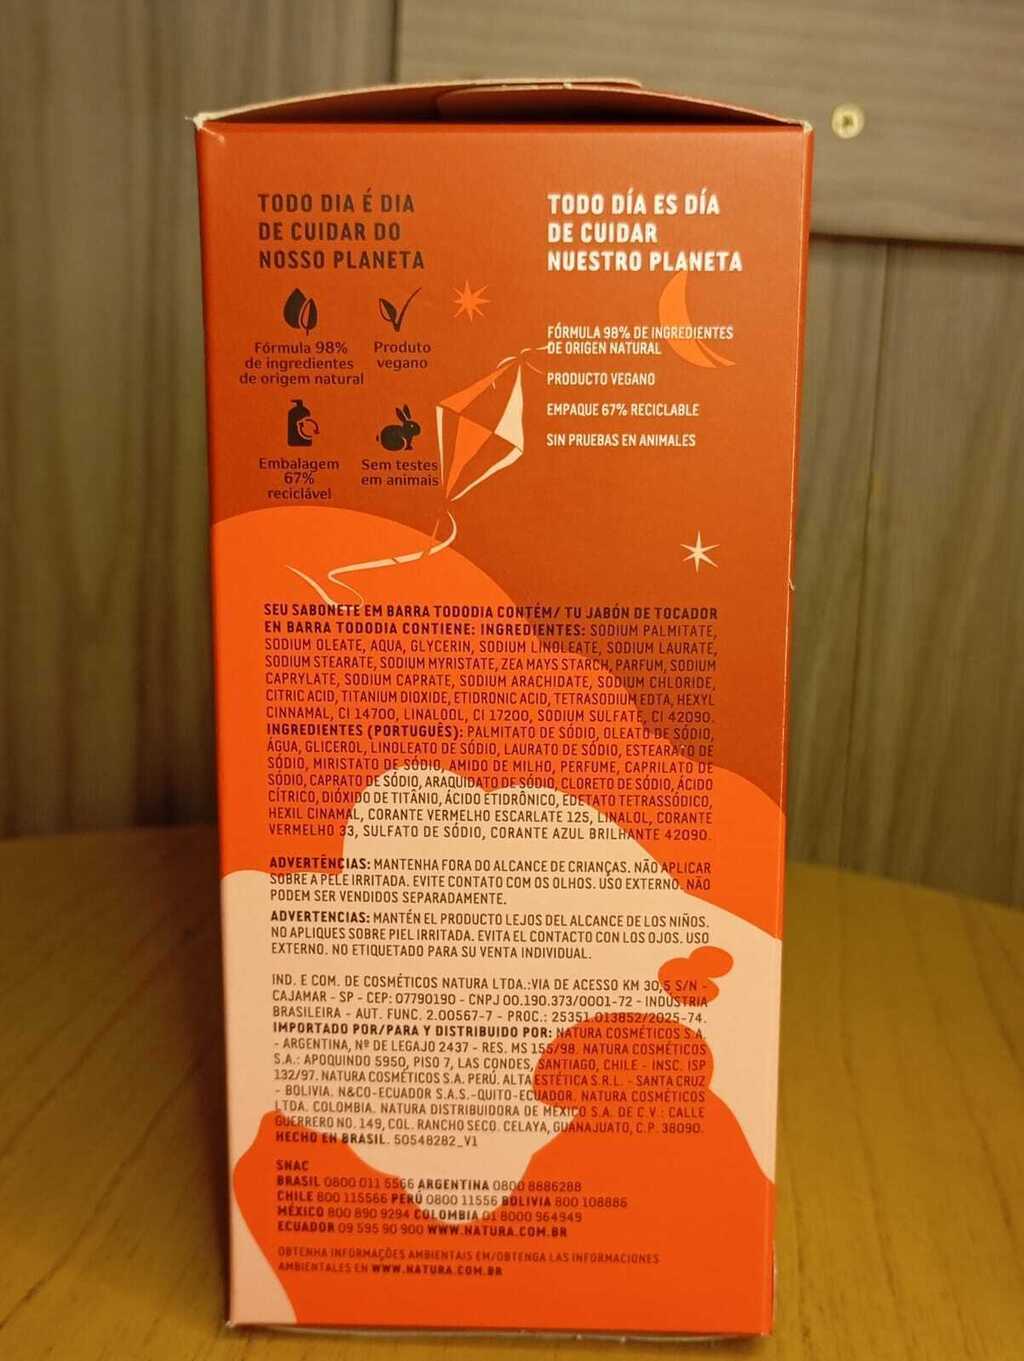 TODO DIA É DIA
DE CUIDAR DO
NOSSO PLANETA
Fórmula 98%
de ingredientes
de origem natural
Produto
vegano
Embalagem
67%
reciclável
Sem testes
em animais
TODO DÍA ES DÍA
DE CUIDAR
NUESTRO PLANETA
FÓRMULA 98% DE INGREDIENTES
DE ORIGEN NATURAL
PRODUCTO VEGANO
EMPAQUE 67% RECICLABLE
SIN PRUEBAS EN ANIMALES
SEU SABONETE EM BARRA TODODIA CONTÉM/ TU JABÓN DE TOCADOR
EN BARRA TODODIA CONTIENE: INGREDIENTES: SODIUM PALMITATE,
SODIUM OLEATE, AQUA, GLYCERIN, SODIUM LINOLEATE, SODIUM LAURATE,
SODIUM STEARATE, SODIUM MYRISTATE, ZEA MAYS STARCH, PARFUM, SODIUM
CAPRYLATE, SODIUM CAPRATE, SODIUM ARACHIDATE, SODIUM CHLORIDE,
CITRIC ACID, TITANIUM DIOXIDE, ETIDRONIC ACID, TETRASODIUM EDTA, HEXYL
CINNAMAL, CI 14700, LINALOOL, CI 17200, SODIUM SULFATE, CI 42090.
INGREDIENTES (PORTUGUÊS): PALMITATO DE SÓDIO, OLEATO DE SÓDIO,
ÁGUA, GLICEROL, LINOLEATO DE SÓDIO, LAURATO DE SÓDIO, ESTEARATO DE
SÓDIO, MIRISTATO DE SÓDIO, AMIDO DE MILHO, PERFUME, CAPRILATO DE
SÓDIO, CAPRATO DE SÓDIO, ARAQUIDATO DE SÓDIO, CLORETO DE SÓDIO, ÁCIDO
CÍTRICO, DIÓXIDO DE TITÂNIO, ÁCIDO ETIDRÔNICO, EDETATO TETRASSÓDICO,
HEXIL CINAMAL, CORANTE VERMELHO ESCARLATE 125, LINALOL, CORANTE
VERMELHO 33, SULFATO DE SÓDIO, CORANTE AZUL BRILHANTE 42090.
ADVERTÊNCIAS: MANTENHA FORA DO ALCANCE DE CRIANÇAS. NÃO APLICAR
SOBRE A PELE IRRITADA. EVITE CONTATO COM OS OLHOS. USO EXTERNO. NÃO
PODEM SER VENDIDOS SEPARADAMENTE.
ADVERTENCIAS: MANTÉN EL PRODUCTO LEJOS DEL ALCANCE DE LOS NIÑOS.
NO APLIQUES SOBRE PIEL IRRITADA. EVITA EL CONTACTO CON LOS OJOS. USO
EXTERNO. NO ETIQUETADO PARA SU VENTA INDIVIDUAL.
IND. E COM. DE COSMÉTICOS NATURA LTDA.:VIA DE ACESSO KM 30,5 S/N -
CAJAMAR - SP - CEP: 07790190 - CNPJ 00.190.373/0001-72 - INDÚSTRIA
BRASILEIRA - AUT. FUNC. 2.00567-7 - PROC.: 25351.013852/2025-74.
IMPORTADO POR/PARA Y DISTRIBUIDO POR: NATURA COSMÉTICOS S.A.
- ARGENTINA, Nº DE LEGAJO 2437 - RES. MS 155/98. NATURA COSMÉTICOS
S.A.: APOQUINDO 5950, PISO 7, LAS CONDES, SANTIAGO, CHILE - INSC. ISP
132/97. NATURA COSMÉTICOS S.A. PERÚ. ALTA ESTÉTICA S.R.L. - SANTA CRUZ
- BOLIVIA. N&CO-ECUADOR S.A.S.-QUITO-ECUADOR. NATURA COSMÉTICOS
LTDA. COLOMBIA. NATURA DISTRIBUIDORA DE MÉXICO S.A. DE C.V.: CALLE
GUERRERO NO. 149, COL. RANCHO SECO. CELAYA, GUANAJUATO, C.P. 38090.
HECHO EN BRASIL. 50548282_V1
SNAC
BRASIL 0800 011 5566 ARGENTINA 0800 8886288
CHILE 800 115566 PERÚ 0800 11556 BOLIVIA 800 108886
MÉXICO 800 890 9294 COLOMBIA 01 8000 964949
ECUADOR 09 595 90 900 WWW.NATURA.COM.BR
OBTENHA INFORMAÇÕES AMBIENTAIS EM/OBTENGA LAS INFORMACIONES
AMBIENTALES EN WWW.NATURA.COM.BR